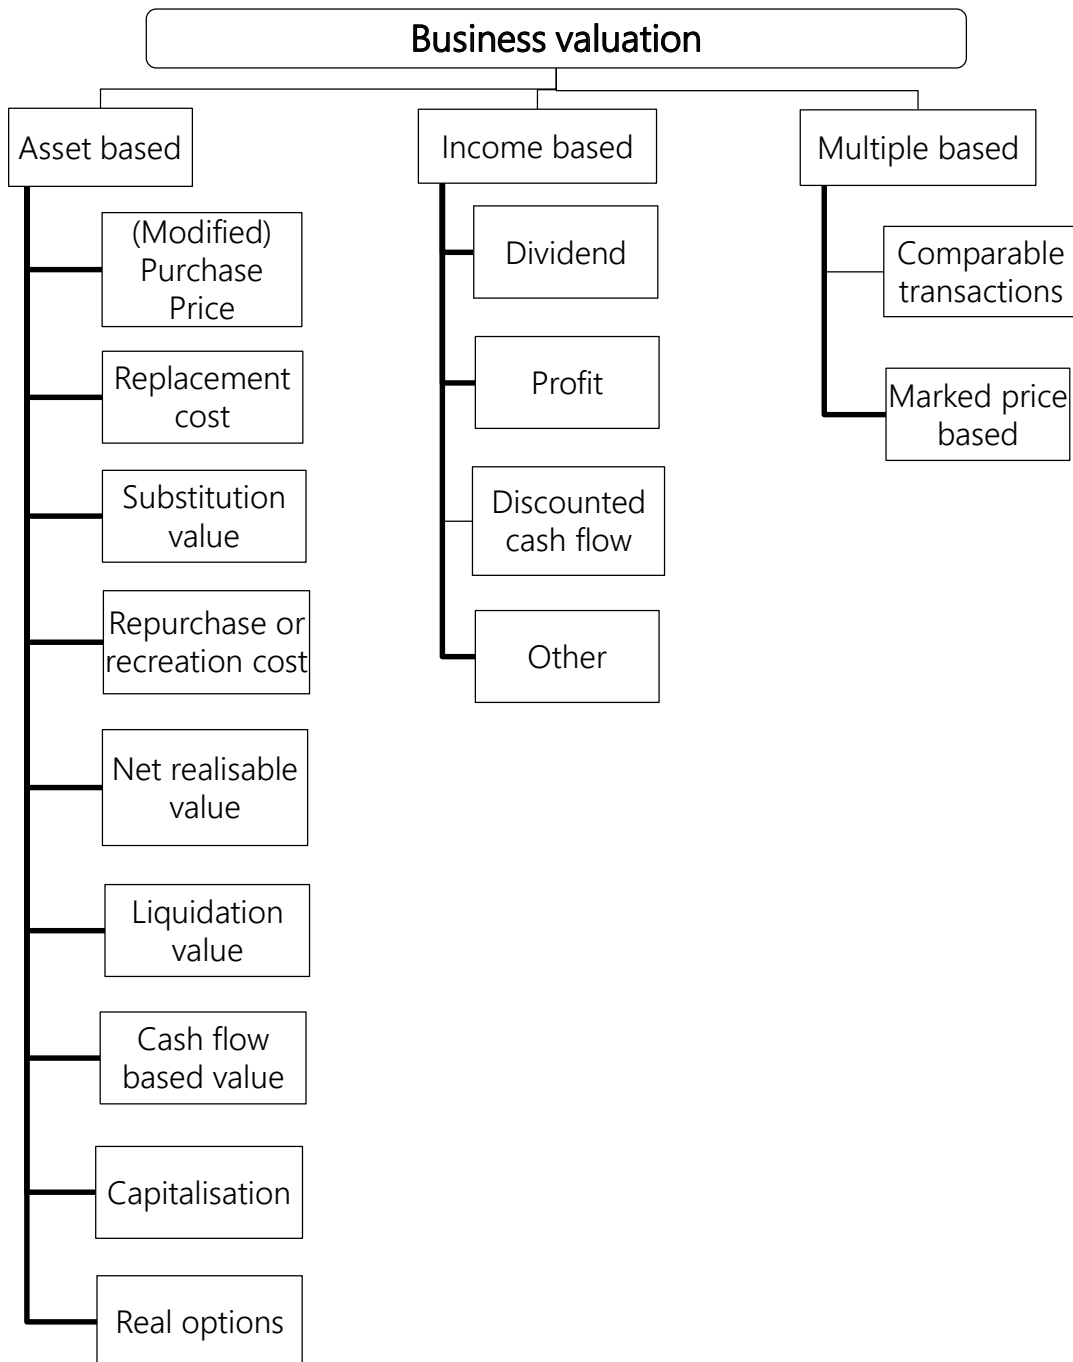 Business valuation
Asset based
(Modified)
Purchase
Price
Replacement
cost
Substitution
value
Repurchase or
recreation cost
Net realisable
value
Liquidation
value
Cash flow
based value
Capitalisation
Real options
Income based
Dividend
Profit
Discounted
cash flow
Other
Multiple based
Comparable
transactions
Marked price
based